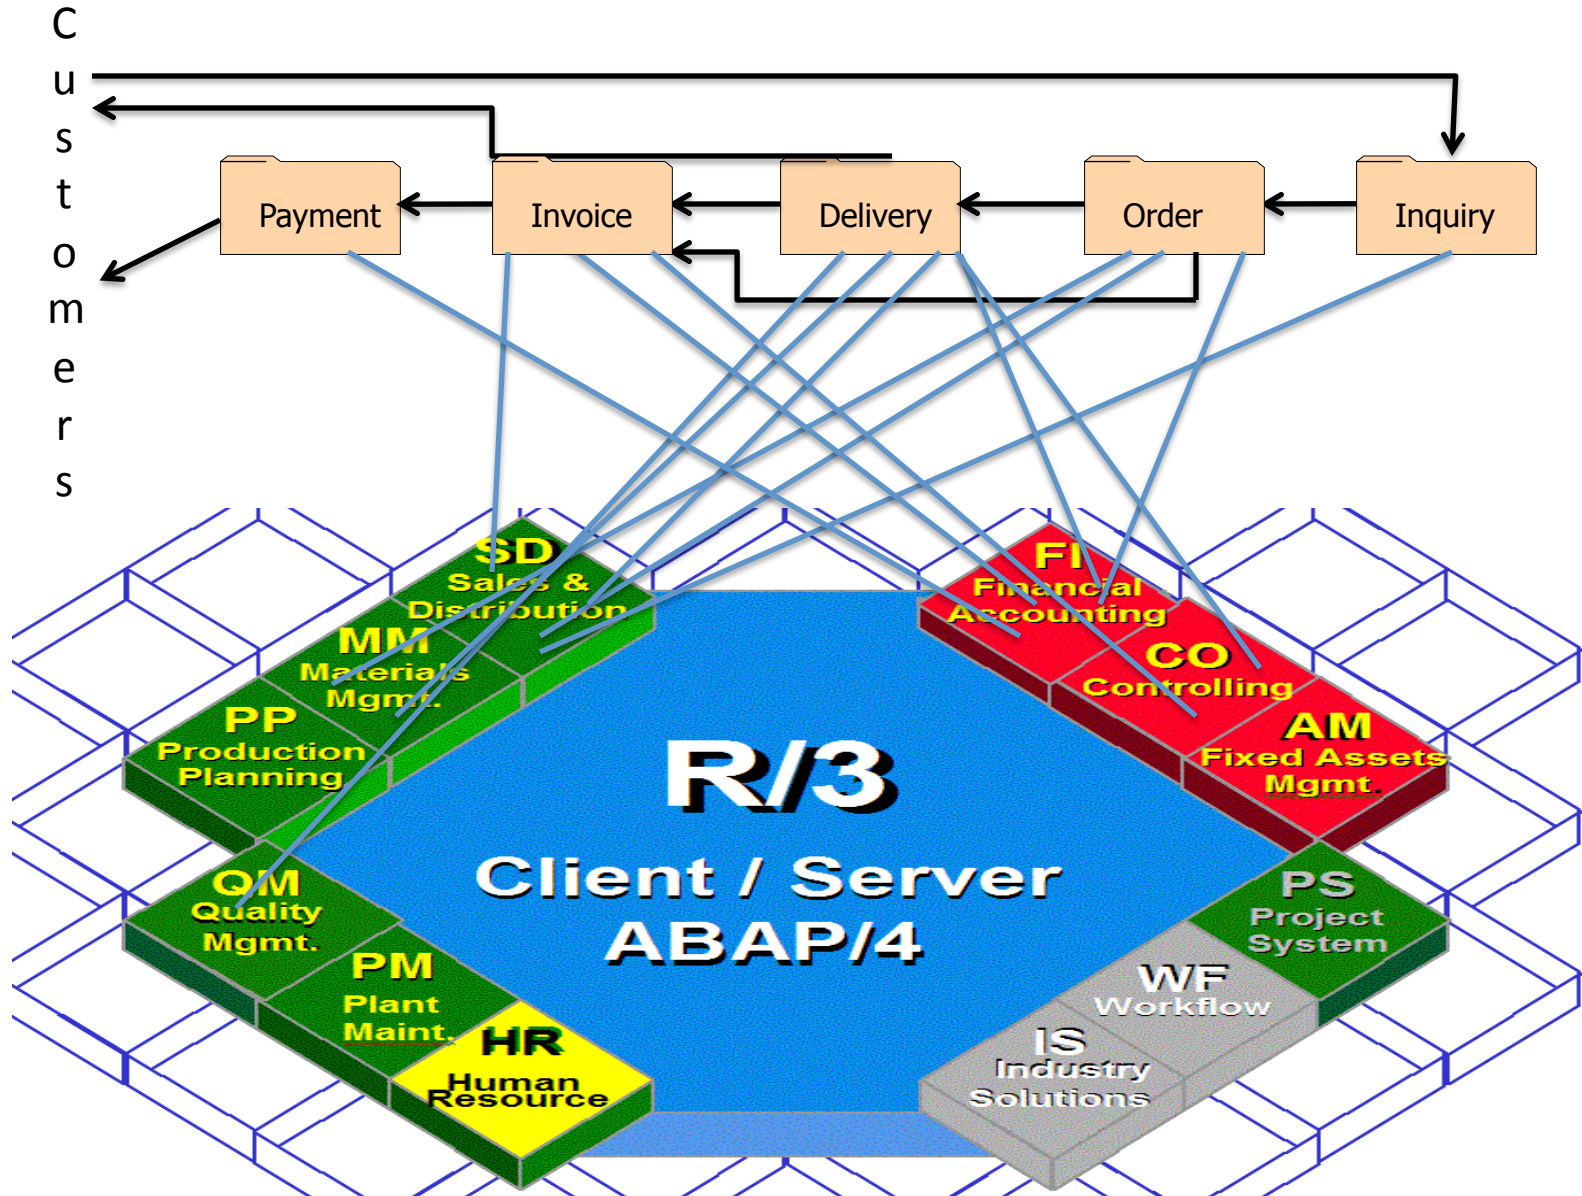 Customers
Payment
Invoice
Delivery
Order
Inquiry
SD
Sales &
Distribution
MM
Materials
Mgmt.
PP
Production
Planning
FI
Financial
Accounting
CO
Controlling
AM
Fixed Assets
Mgmt.
R/3
Client / Server
ABAP/4
QM
Quality
Mgmt.
PM
Plant
Maint.
HR
Human
Resource
PS
Project
System
WF
Workflow
IS
Industry
Solutions